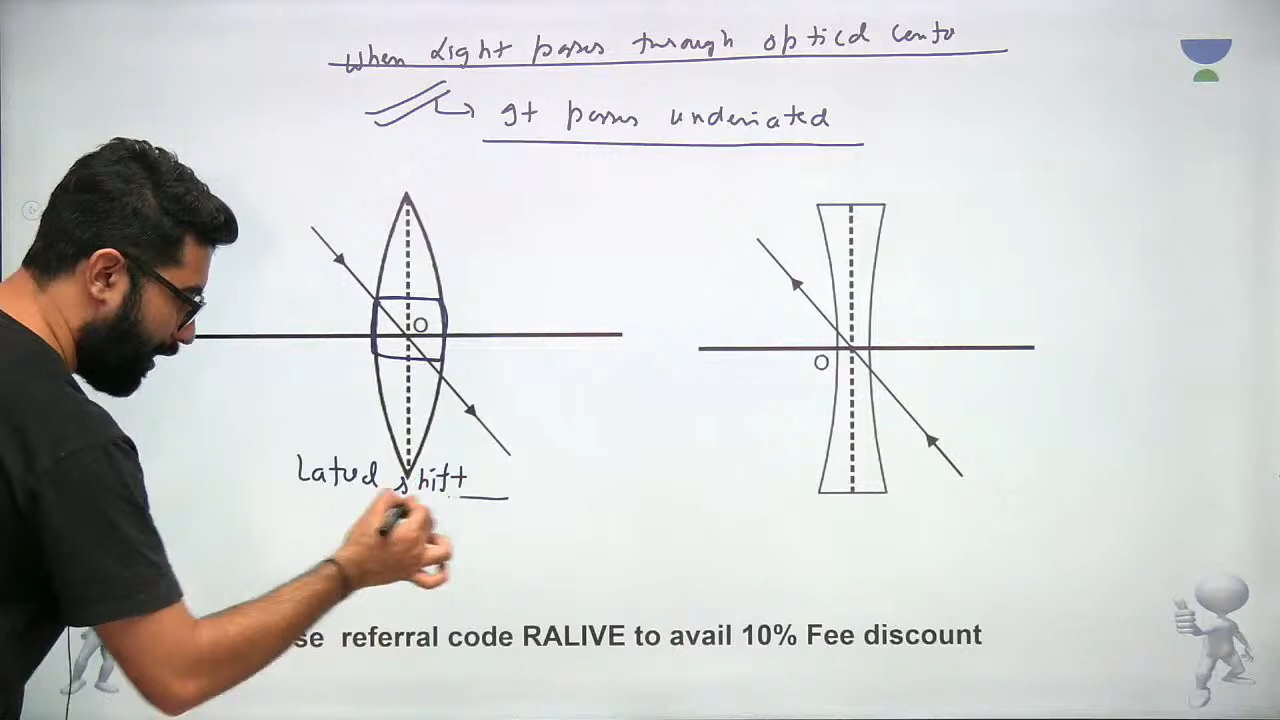 When Light passes through optical cente
It passes undeviated
O
O
Lateral shift
se referral code RALIVE to avail 10% Fee discount